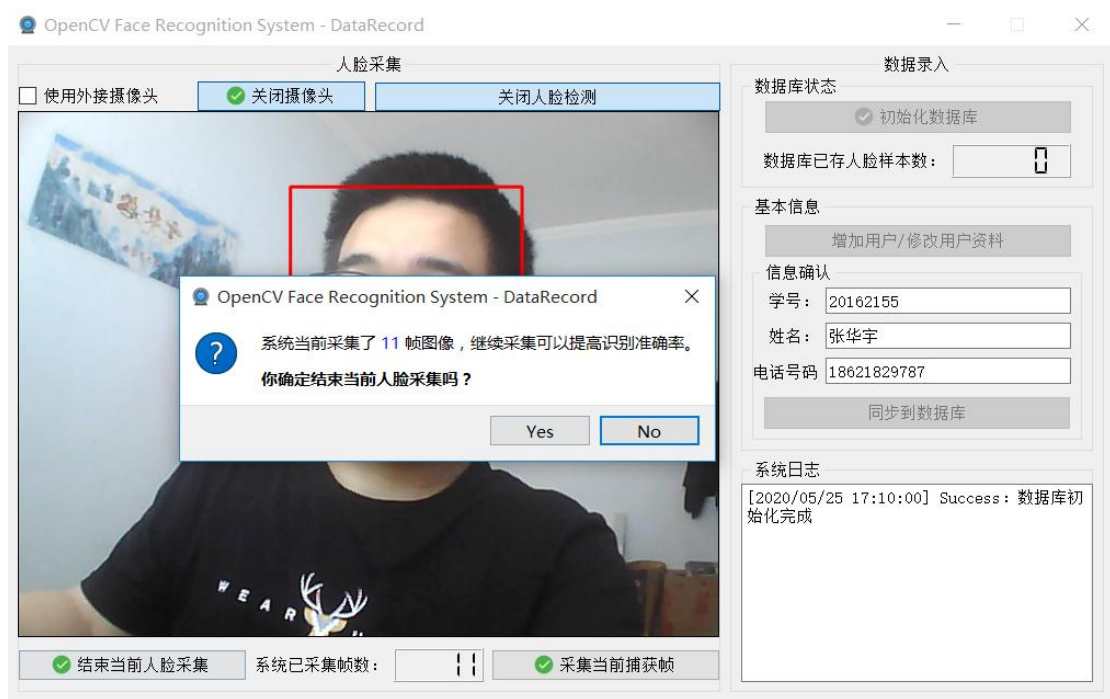 OpenCV Face Recognition System - DataRecord
人脸采集
使用外接摄像头
关闭摄像头
关闭人脸检测
OpenCV Face Recognition System - DataRecord
系统当前采集了 11 帧图像，继续采集可以提高识别准确率。
你确定结束当前人脸采集吗？
Yes
No
WEAR
结束当前人脸采集
系统已采集帧数：
11
采集当前捕获帧
数据录入
数据库状态
初始化数据库
数据库已存人脸样本数：
0
基本信息
增加用户/修改用户资料
信息确认
学号：
20162155
姓名：
张华宇
电话号码
18621829787
同步到数据库
系统日志
[2020/05/25 17:10:00] Success: 数据库初
始化完成